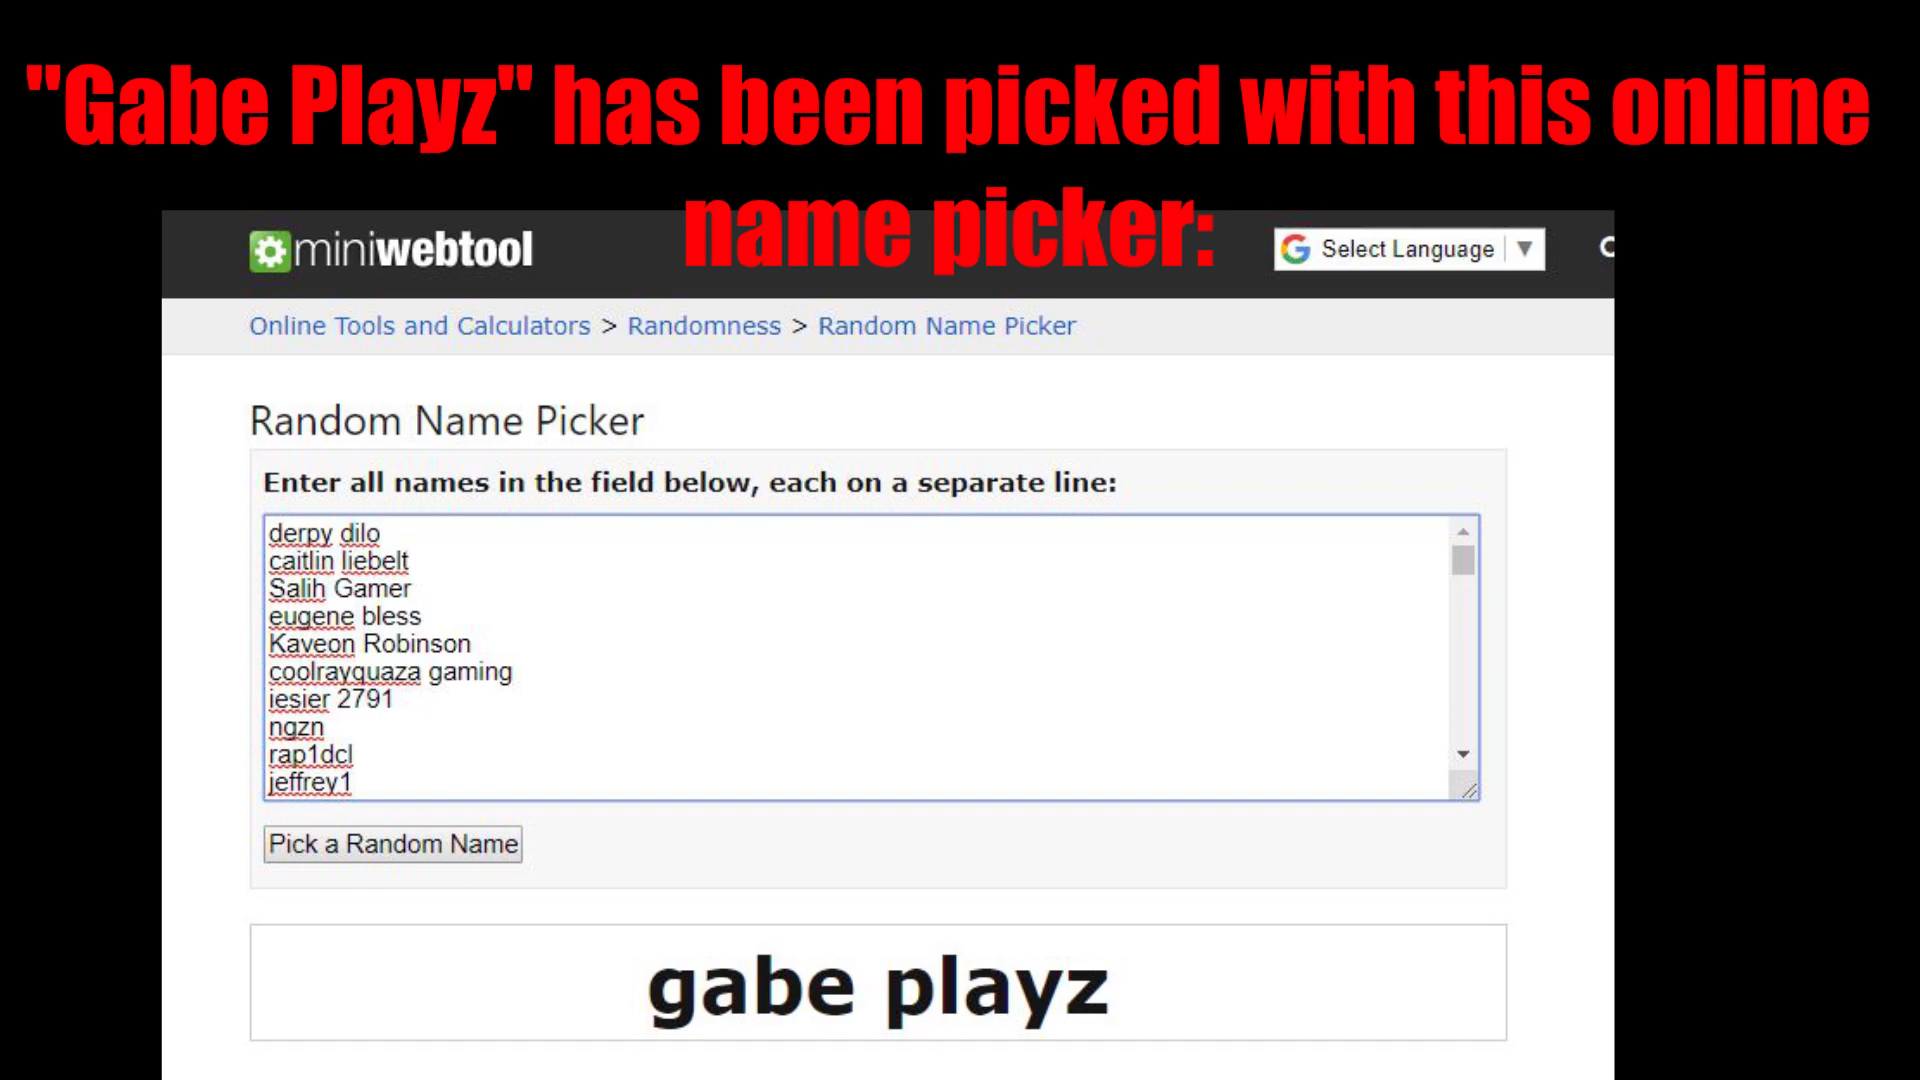 "Gabe Playz" has been picked with this online
name picker:
miniwebtool
Select Language
Online Tools and Calculators > Randomness > Random Name Picker
Random Name Picker
Enter all names in the field below, each on a separate line:
derpy dilo
caitlin liebelt
Salih Gamer
eugene bless
Kaveon Robinson
coolrayquaza gaming
iesier 2791
ngzn
rap1dcl
jeffrey1
Pick a Random Name
gabe playz